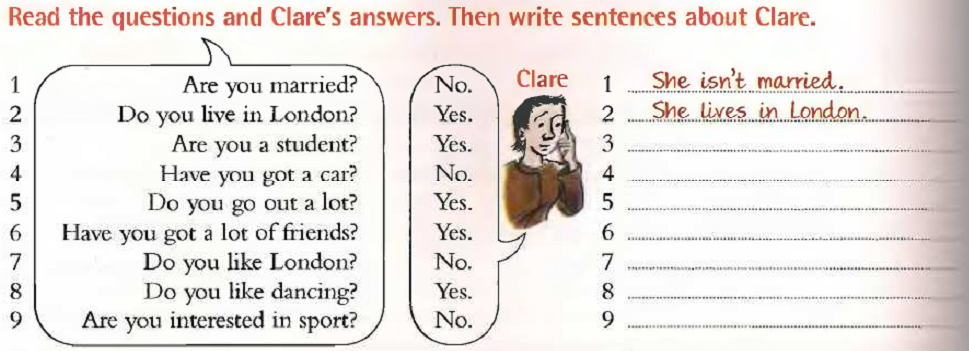 Read the questions and Clare's answers. Then write sentences about Clare.
1 Are you married? No. Clare 1 She isn't married.
2 Do you live in London? Yes. 2 She lives in London.
3 Are you a student? Yes. 3
4 Have you got a car? No. 4
5 Do you go out a lot? Yes. 5
6 Have you got a lot of friends? Yes. 6
7 Do you like London? No. 7
8 Do you like dancing? Yes. 8
9 Are you interested in sport? No. 9